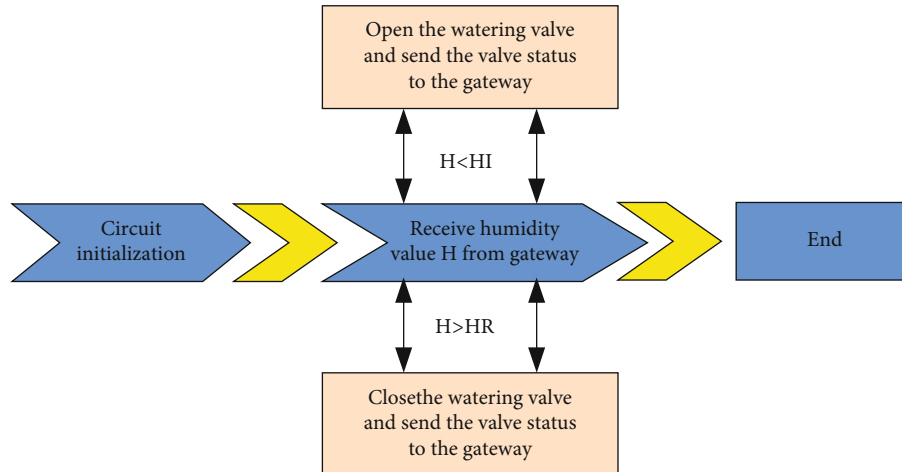 Open the watering valve
and send the valve status
to the gateway
H<HI
Circuit
initialization
Receive humidity
value H from gateway
End
H>HR
Closethe watering valve
and send the valve status
to the gateway